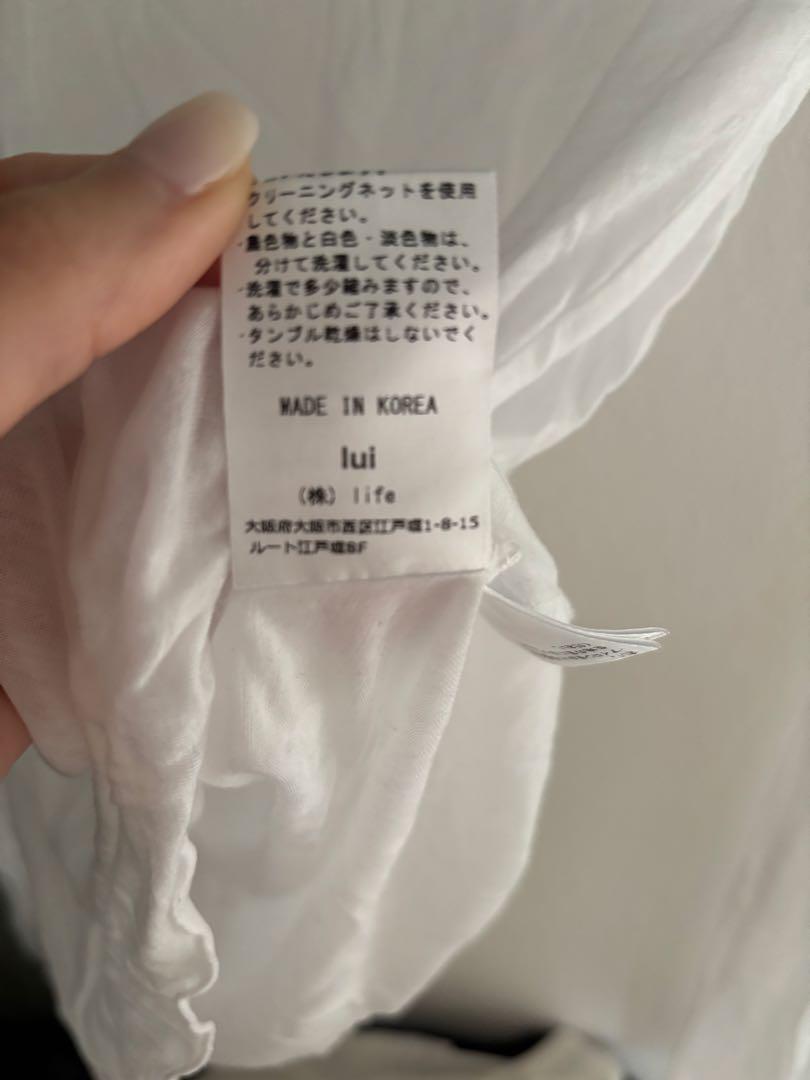 クリーニングネットを使用
してください。
・濃色物と白色・淡色物は、
分けて洗濯してください。
・洗濯で多少縮みますので、
あらかじめご了承ください。
・タンブル乾燥はしないでく
ださい。
MADE IN KOREA
lui
(株) life
大阪府大阪市西区江戸堀1-8-15
ルート江戸堀8F